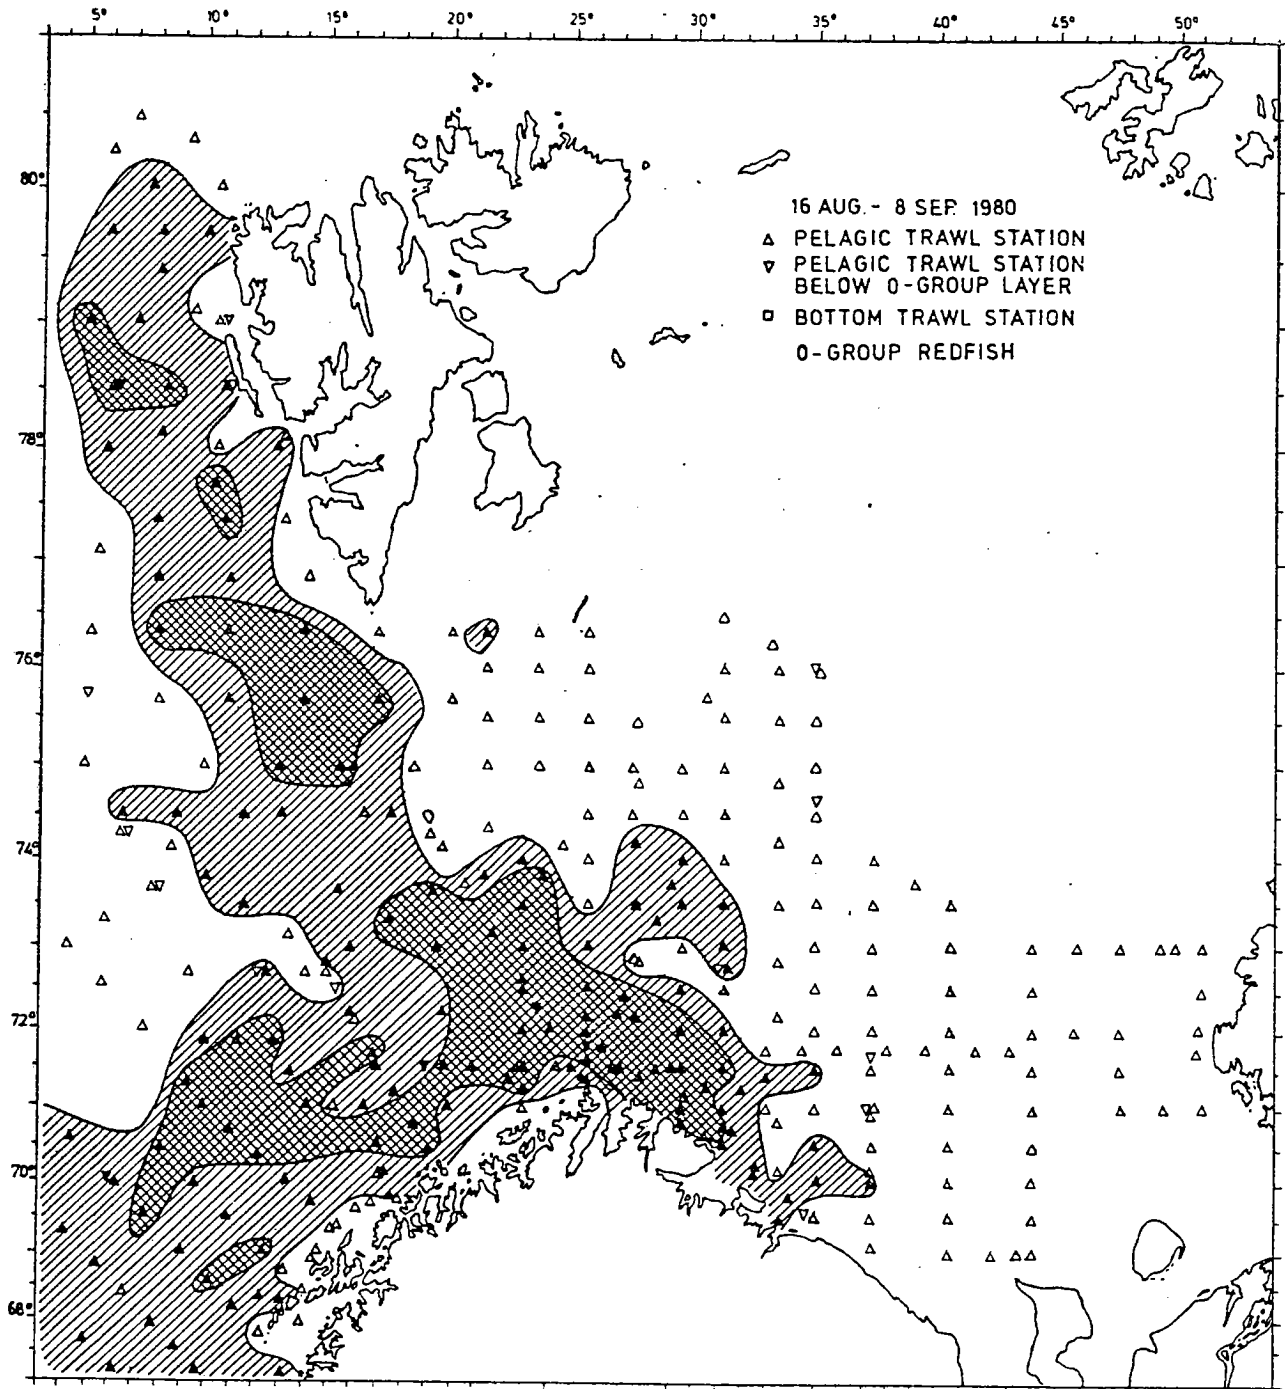 5° 10° 15° 20° 25° 30° 35° 40° 45° 50°
80°
16 AUG. - 8 SEP. 1980
PELAGIC TRAWL STATION
PELAGIC TRAWL STATION
BELOW 0-GROUP LAYER
BOTTOM TRAWL STATION
0-GROUP REDFISH
78°
76°
74°
72°
70°
68°